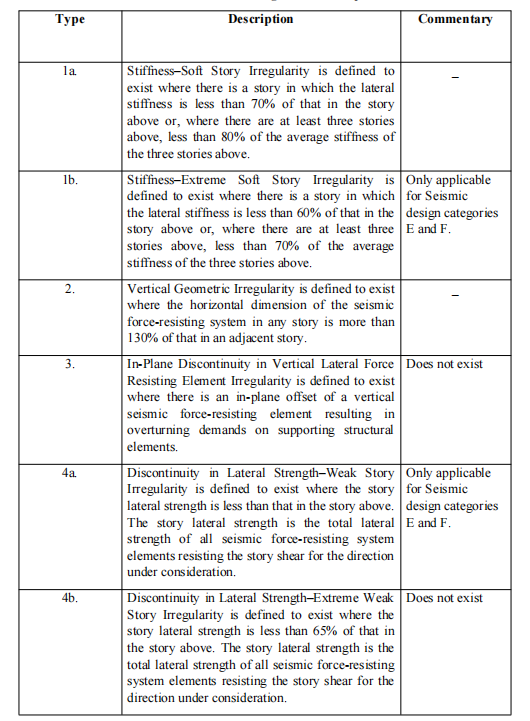 Type Description Commentary
1a. Stiffness–Soft Story Irregularity is defined to –
exist where there is a story in which the lateral
stiffness is less than 70% of that in the story
above or, where there are at least three stories
above, less than 80% of the average stiffness of
the three stories above.
1b. Stiffness–Extreme Soft Story Irregularity is Only applicable
defined to exist where there is a story in which for Seismic
the lateral stiffness is less than 60% of that in the design categories
story above or, where there are at least three E and F.
stories above, less than 70% of the average
stiffness of the three stories above.
2. Vertical Geometric Irregularity is defined to exist –
where the horizontal dimension of the seismic
force-resisting system in any story is more than
130% of that in an adjacent story.
3. In-Plane Discontinuity in Vertical Lateral Force Does not exist
Resisting Element Irregularity is defined to exist
where there is an in-plane offset of a vertical
seismic force-resisting element resulting in
overturning demands on supporting structural
elements.
4a. Discontinuity in Lateral Strength–Weak Story Only applicable
Irregularity is defined to exist where the story for Seismic
lateral strength is less than that in the story above. design categories
The story lateral strength is the total lateral E and F.
strength of all seismic force-resisting system
elements resisting the story shear for the direction
under consideration.
4b. Discontinuity in Lateral Strength–Extreme Weak Does not exist
Story Irregularity is defined to exist where the
story lateral strength is less than 65% of that in
the story above. The story lateral strength is the
total lateral strength of all seismic force-resisting
system elements resisting the story shear for the
direction under consideration.